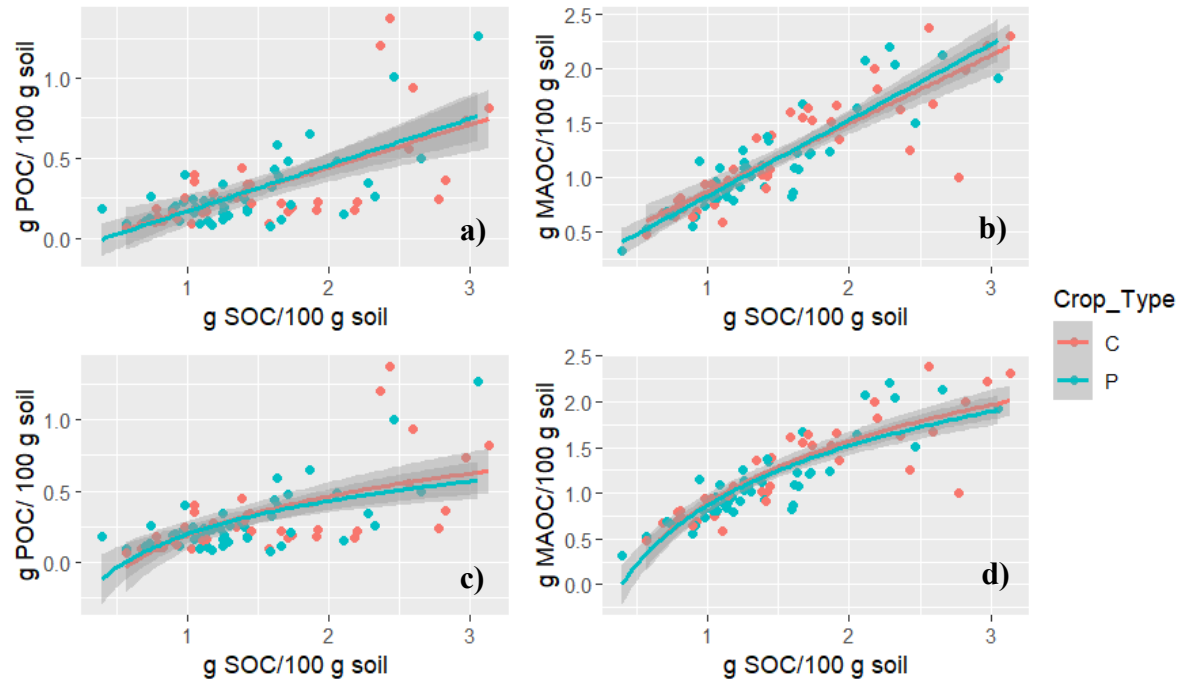 g POC/ 100 g soil
1.0
0.5
0.0
a)
1
2
3
g SOC/100 g soil
g MAOC/100 g soil
2.5
2.0
1.5
1.0
0.5
b)
1
2
3
g SOC/100 g soil
Crop_Type
C
P
g POC/ 100 g soil
1.0
0.5
0.0
c)
1
2
3
g SOC/100 g soil
g MAOC/100 g soil
2.5
2.0
1.5
1.0
0.5
0.0
d)
1
2
3
g SOC/100 g soil